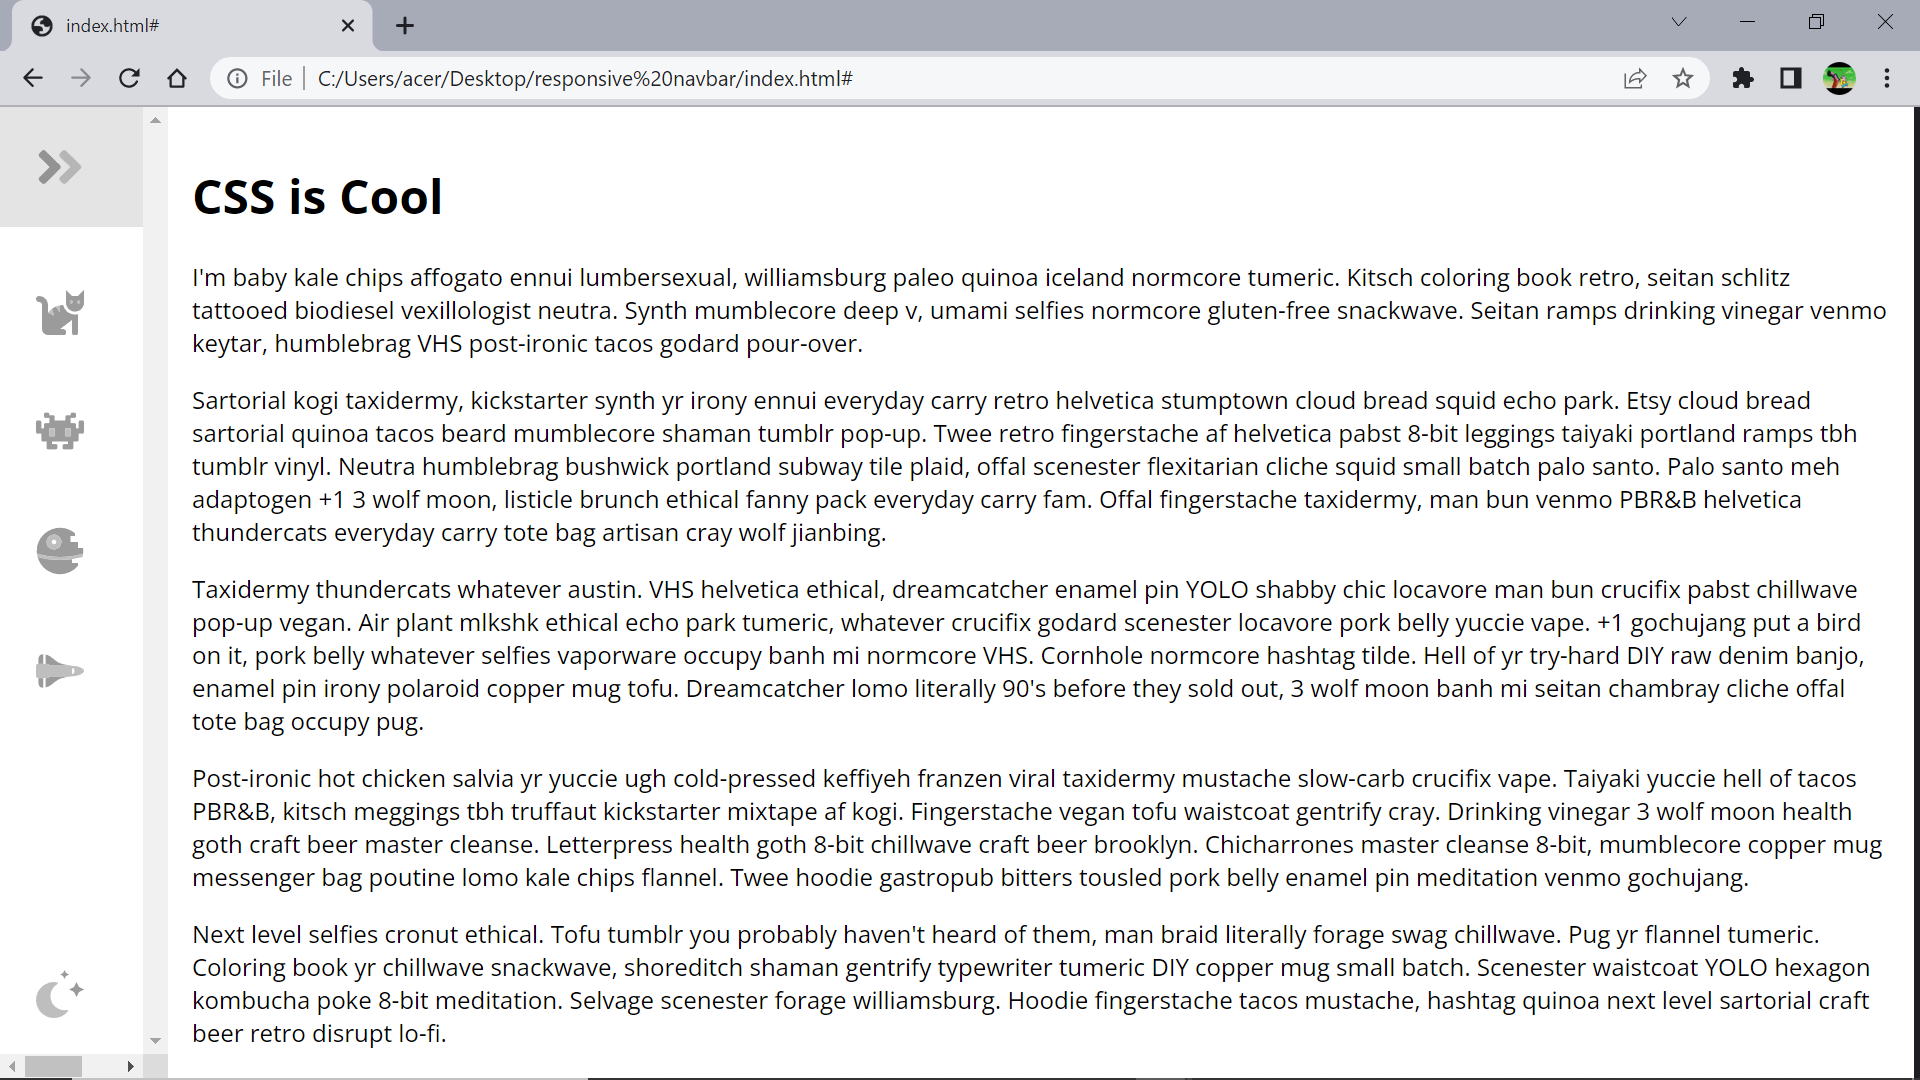 index.html#
File
C:/Users/acer/Desktop/responsive%20navbar/index.html#
CSS is Cool
I'm baby kale chips affogato ennui lumbersexual, williamsburg paleo quinoa iceland normcore tumeric. Kitsch coloring book retro, seitan schlitz
tattooed biodiesel vexillologist neutra. Synth mumblecore deep v, umami selfies normcore gluten-free snackwave. Seitan ramps drinking vinegar venmo
keytar, humblebrag VHS post-ironic tacos godard pour-over.
Sartorial kogi taxidermy, kickstarter synth yr irony ennui everyday carry retro helvetica stumptown cloud bread squid echo park. Etsy cloud bread
sartorial quinoa tacos beard mumblecore shaman tumblr pop-up. Twee retro fingerstache af helvetica pabst 8-bit leggings taiyaki portland ramps tbh
tumblr vinyl. Neutra humblebrag bushwick portland subway tile plaid, offal scenester flexitarian cliche squid small batch palo santo. Palo santo meh
adaptogen +1 3 wolf moon, listicle brunch ethical fanny pack everyday carry fam. Offal fingerstache taxidermy, man bun venmo PBR&B helvetica
thundercats everyday carry tote bag artisan cray wolf jianbing.
Taxidermy thundercats whatever austin. VHS helvetica ethical, dreamcatcher enamel pin YOLO shabby chic locavore man bun crucifix pabst chillwave
pop-up vegan. Air plant mlkshk ethical echo park tumeric, whatever crucifix godard scenester locavore pork belly yuccie vape. +1 gochujang put a bird
on it, pork belly whatever selfies vaporware occupy banh mi normcore VHS. Cornhole normcore hashtag tilde. Hell of yr try-hard DIY raw denim banjo,
enamel pin irony polaroid copper mug tofu. Dreamcatcher lomo literally 90's before they sold out, 3 wolf moon banh mi seitan chambray cliche offal
tote bag occupy pug.
Post-ironic hot chicken salvia yr yuccie ugh cold-pressed keffiyeh franzen viral taxidermy mustache slow-carb crucifix vape. Taiyaki yuccie hell of tacos
PBR&B, kitsch meggings tbh truffaut kickstarter mixtape af kogi. Fingerstache vegan tofu waistcoat gentrify cray. Drinking vinegar 3 wolf moon health
goth craft beer master cleanse. Letterpress health goth 8-bit chillwave craft beer brooklyn. Chicharrones master cleanse 8-bit, mumblecore copper mug
messenger bag poutine lomo kale chips flannel. Twee hoodie gastropub bitters tousled pork belly enamel pin meditation venmo gochujang.
Next level selfies cronut ethical. Tofu tumblr you probably haven't heard of them, man braid literally forage swag chillwave. Pug yr flannel tumeric.
Coloring book yr chillwave snackwave, shoreditch shaman gentrify typewriter tumeric DIY copper mug small batch. Scenester waistcoat YOLO hexagon
kombucha poke 8-bit meditation. Selvage scenester forage williamsburg. Hoodie fingerstache tacos mustache, hashtag quinoa next level sartorial craft
beer retro disrupt lo-fi.